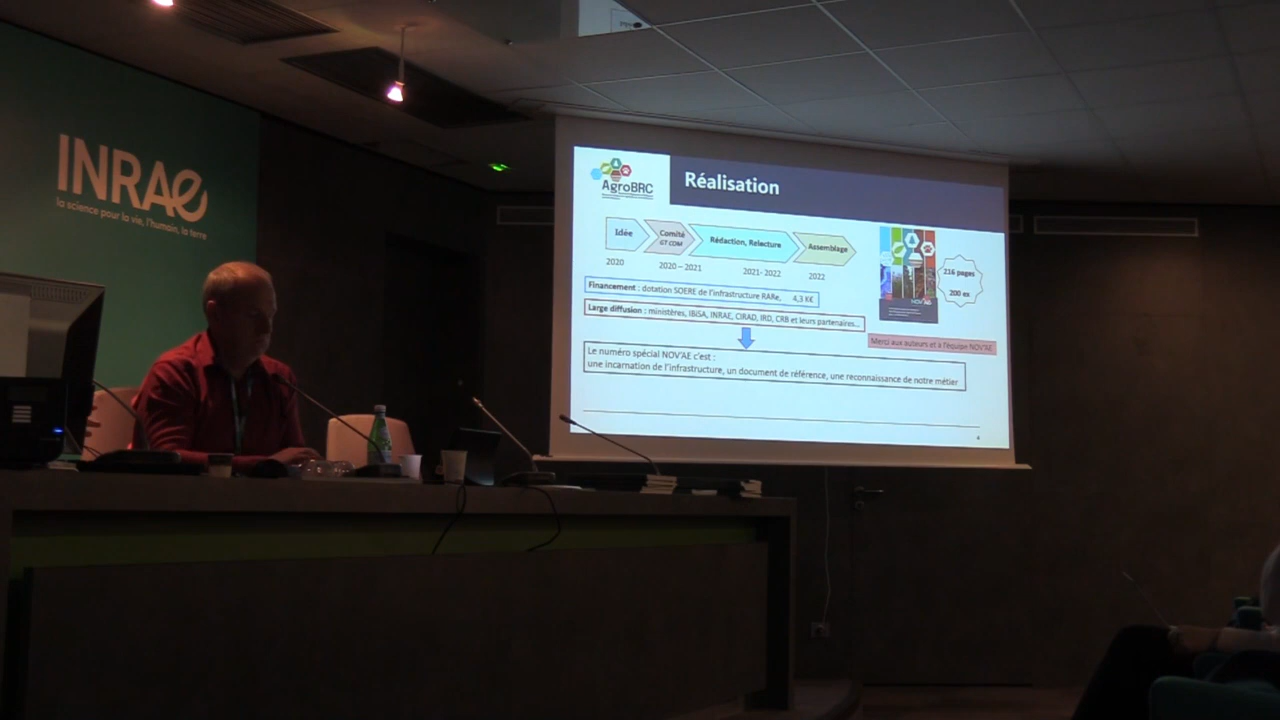 INRAE
la science pour la vie, l'humain, la terre
AgroBRC
Réalisation
Idée
Comité
GT COM
Rédaction, Relecture
Assemblage
2020
2020 – 2021
2021- 2022
2022
216 pages
200 ex
NOV'AE
Financement : dotation SOERE de l'infrastructure RARe, 4,3 K€
Large diffusion : ministères, IBiSA, INRAE, CIRAD, IRD, CRB et leurs partenaires...
Merci aux auteurs et à l'équipe NOV'AE
Le numéro spécial NOV'AE c'est :
une incarnation de l'infrastructure, un document de référence, une reconnaissance de notre métier